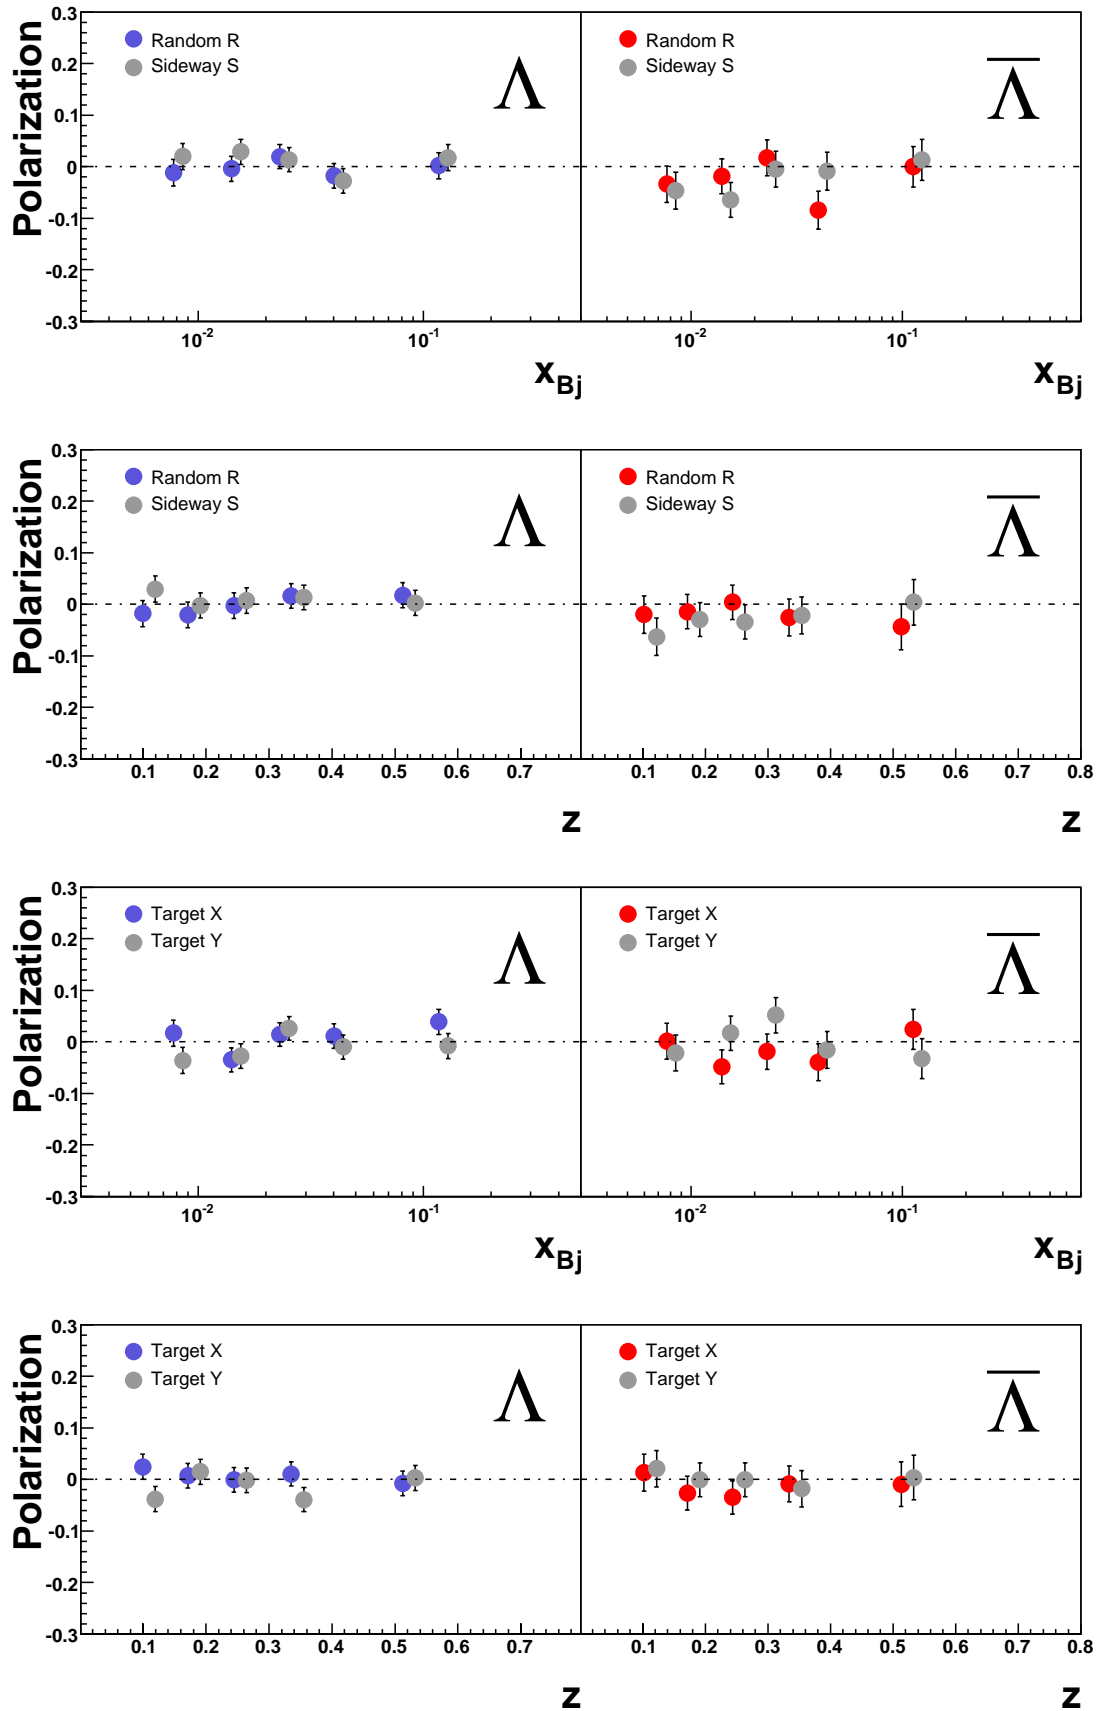 Polarization
0.3
0.2
0.1
0
-0.1
-0.2
-0.3
Random R
Sideway S
Λ
Random R
Sideway S
Λ̅
10⁻² 10⁻¹ 10⁻² 10⁻¹
x_Bj x_Bj
Polarization
0.3
0.2
0.1
0
-0.1
-0.2
-0.3
Random R
Sideway S
Λ
Random R
Sideway S
Λ̅
0.1 0.2 0.3 0.4 0.5 0.6 0.7 0.1 0.2 0.3 0.4 0.5 0.6 0.7 0.8
z z
Polarization
0.3
0.2
0.1
0
-0.1
-0.2
-0.3
Target X
Target Y
Λ
Target X
Target Y
Λ̅
10⁻² 10⁻¹ 10⁻² 10⁻¹
x_Bj x_Bj
Polarization
0.3
0.2
0.1
0
-0.1
-0.2
-0.3
Target X
Target Y
Λ
Target X
Target Y
Λ̅
0.1 0.2 0.3 0.4 0.5 0.6 0.7 0.1 0.2 0.3 0.4 0.5 0.6 0.7 0.8
z z